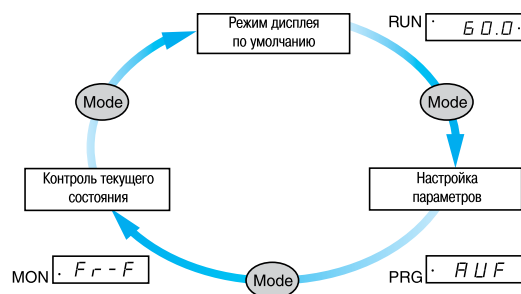 Режим дисплея
по умолчанию
RUN
60.0
Mode
Mode
Контроль текущего
состояния
Настройка
параметров
MON
Fr-F
Mode
PRG
AUF